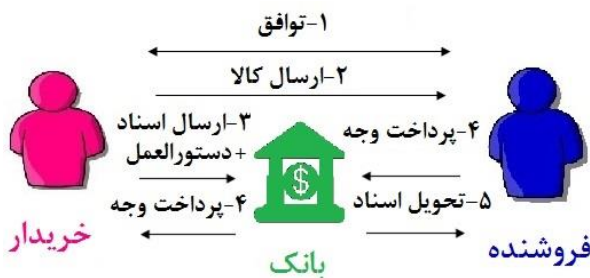 ۱-توافق
۲-ارسال کالا
۳-ارسال اسناد
+دستورالعمل
۴-پرداخت وجه
۵-تحویل اسناد
۴-پرداخت وجه
خریدار
بانک
فروشنده